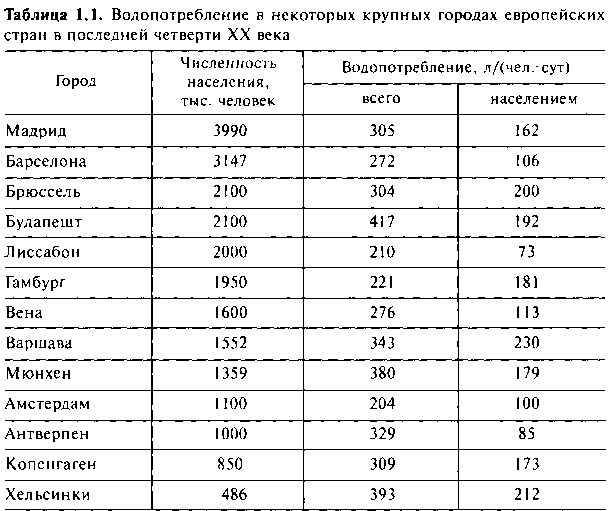 Таблица 1.1. Водопотребление в некоторых крупных городах европейских
стран в последней четверти XX века
Город Численность населения, тыс. человек Водопотребление, л/(чел.·сут)
всего населением
Мадрид 3990 305 162
Барселона 3147 272 106
Брюссель 2100 304 200
Будапешт 2100 417 192
Лиссабон 2000 210 73
Гамбург 1950 221 181
Вена 1600 276 113
Варшава 1552 343 230
Мюнхен 1359 380 179
Амстердам 1100 204 100
Антверпен 1000 329 85
Копенгаген 850 309 173
Хельсинки 486 393 212